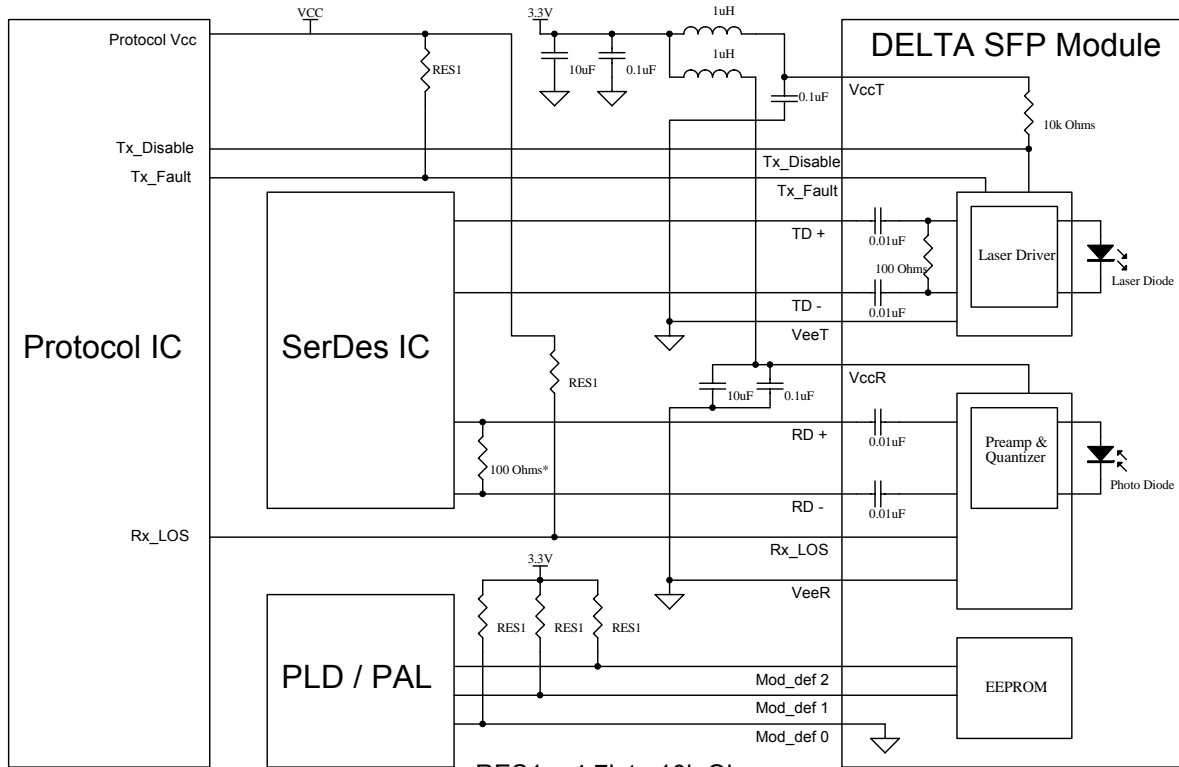 VCC
3.3V
1uH
Protocol Vcc
DELTA SFP Module
1uH
RES1
10uF
0.1uF
0.1uF
VccT
10k Ohms
Tx_Disable
Tx_Disable
Tx_Fault
Tx_Fault
TD +
0.01uF
Laser Driver
100 Ohms
Laser Diode
TD -
0.01uF
VeeT
Protocol IC
SerDes IC
RES1
VccR
10uF
0.1uF
RD +
0.01uF
Preamp &
Quantizer
100 Ohms*
Photo Diode
RD -
0.01uF
Rx_LOS
Rx_LOS
3.3V
VeeR
RES1
RES1
RES1
PLD / PAL
Mod_def 2
EEPROM
Mod_def 1
Mod_def 0